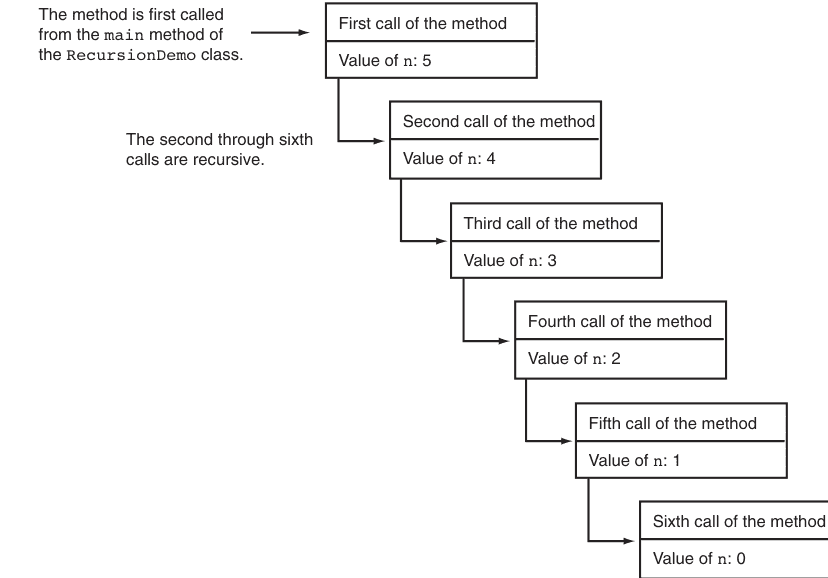 The method is first called
from the main method of
the RecursionDemo class.
First call of the method
Value of n: 5
The second through sixth
calls are recursive.
Second call of the method
Value of n: 4
Third call of the method
Value of n: 3
Fourth call of the method
Value of n: 2
Fifth call of the method
Value of n: 1
Sixth call of the method
Value of n: 0